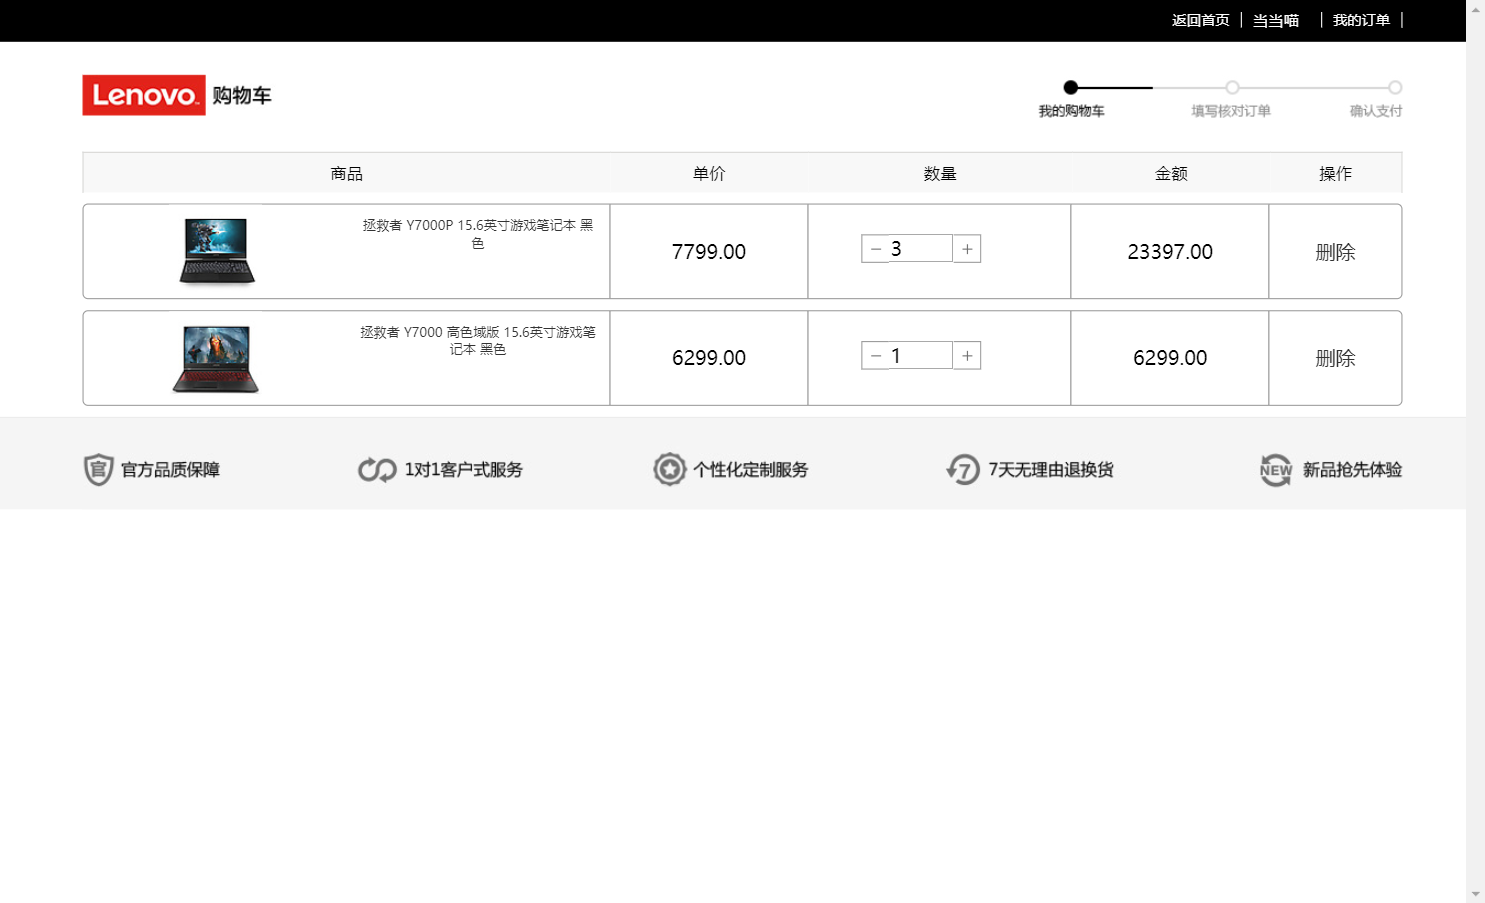 返回首页 | 当当喵 | 我的订单 |
Lenovo 购物车
我的购物车 填写核对订单 确认支付
商品 单价 数量 金额 操作
拯救者 Y7000P 15.6英寸游戏笔记本 黑
色
7799.00 − 3 + 23397.00 删除
拯救者 Y7000 高色域版 15.6英寸游戏笔
记本 黑色
6299.00 − 1 + 6299.00 删除
官 官方品质保障 1对1客户式服务 个性化定制服务 7 7天无理由退换货 NEW 新品抢先体验